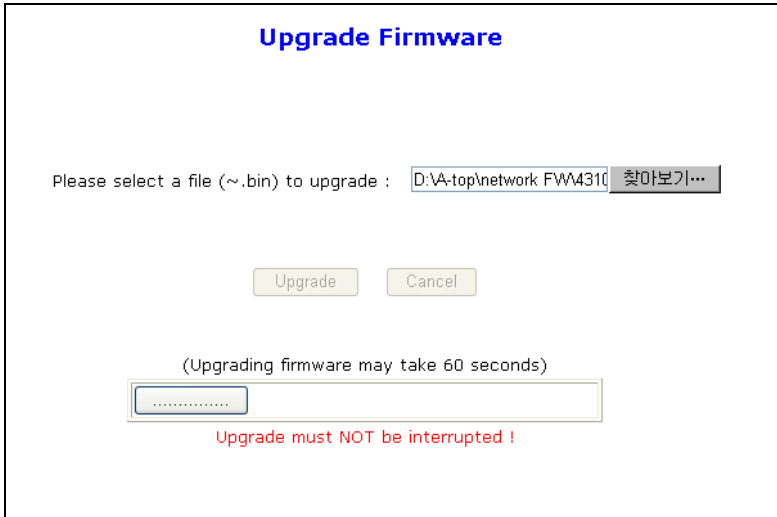 Upgrade Firmware
Please select a file (~.bin) to upgrade : D:\A-top\network FW\4310 찾아보기...
Upgrade Cancel
(Upgrading firmware may take 60 seconds)
...............
Upgrade must NOT be interrupted !